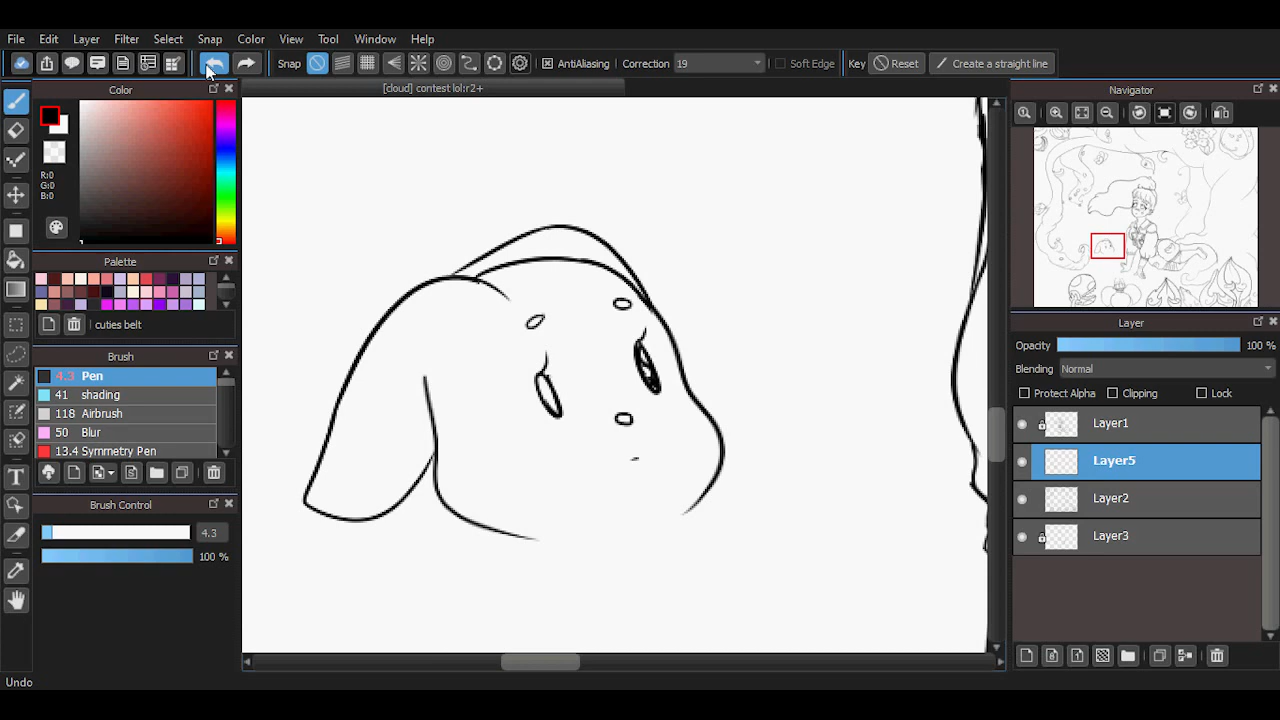 File Edit Layer Filter Select Snap Color View Tool Window Help
Snap AntiAliasing Correction 19 Soft Edge Key Reset Create a straight line
Color
[cloud] contest lol:r2+
Navigator
R:0
G:0
B:0
Palette
cuties belt
Brush
4.3 Pen
41 shading
118 Airbrush
50 Blur
13.4 Symmetry Pen
Brush Control
4.3
100 %
Layer
Opacity 100 %
Blending Normal
Protect Alpha Clipping Lock
Layer1
Layer5
Layer2
Layer3
Undo